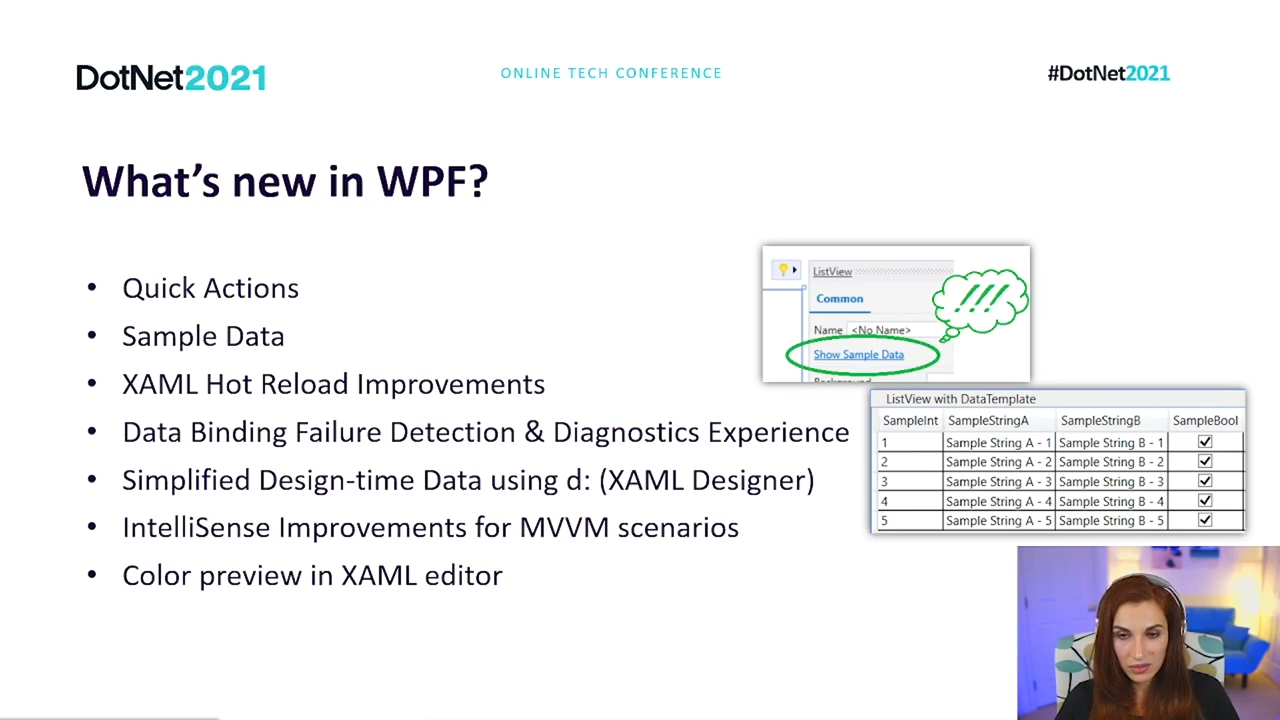 DotNet2021
ONLINE TECH CONFERENCE
#DotNet2021
What's new in WPF?
• Quick Actions
• Sample Data
• XAML Hot Reload Improvements
• Data Binding Failure Detection & Diagnostics Experience
• Simplified Design-time Data using d: (XAML Designer)
• IntelliSense Improvements for MVVM scenarios
• Color preview in XAML editor
ListView
Common
Name <No Name>
Show Sample Data
Background
!!!
ListView with DataTemplate
SampleInt SampleStringA SampleStringB SampleBool
1 Sample String A - 1 Sample String B - 1
2 Sample String A - 2 Sample String B - 2
3 Sample String A - 3 Sample String B - 3
4 Sample String A - 4 Sample String B - 4
5 Sample String A - 5 Sample String B - 5